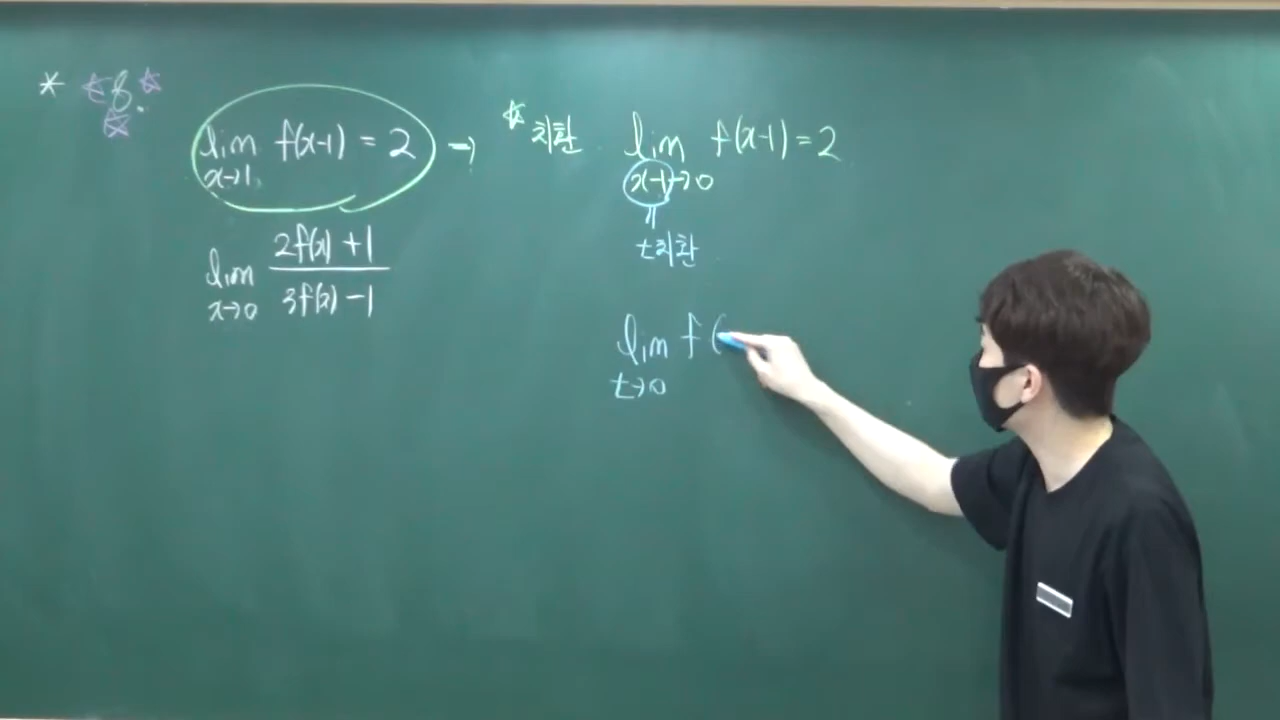 * ☆8.☆
☆
lim f(x-1) = 2 →
x→1
lim 2f(x)+1
x→0 3f(x)-1
☆치환 lim f(x-1)=2
x-1→0
=
t치환
lim f(
t→0